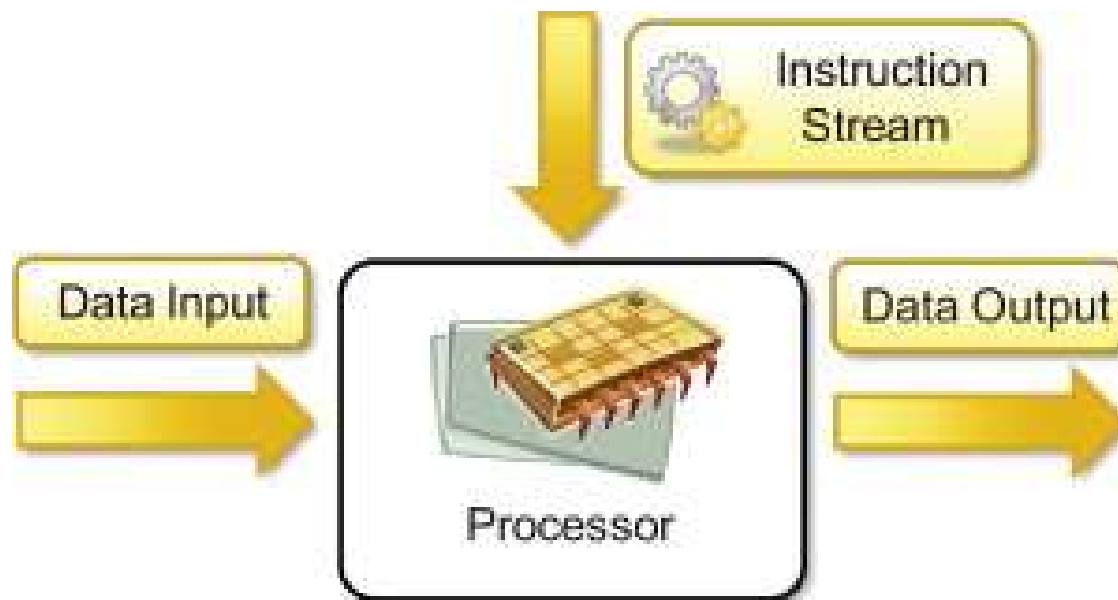 Instruction
Stream
Data Input
Data Output
Processor